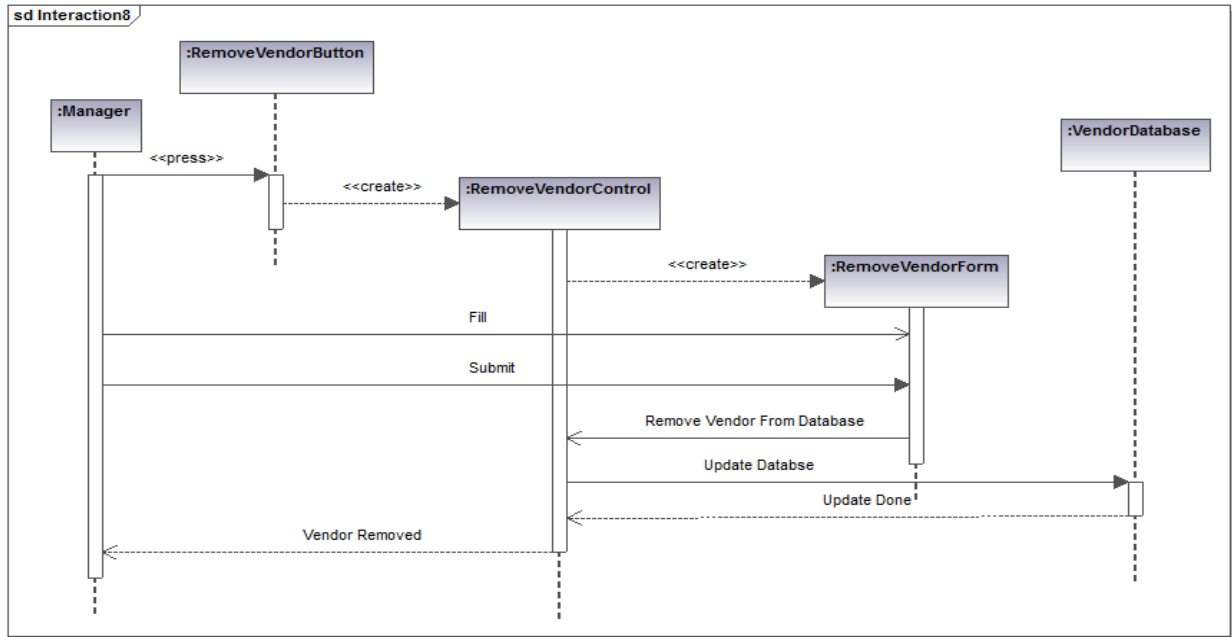 sd Interaction8
:RemoveVendorButton
:Manager
:VendorDatabase
<<press>>
<<create>>
:RemoveVendorControl
<<create>>
:RemoveVendorForm
Fill
Submit
Remove Vendor From Database
Update Databse
Update Done
Vendor Removed